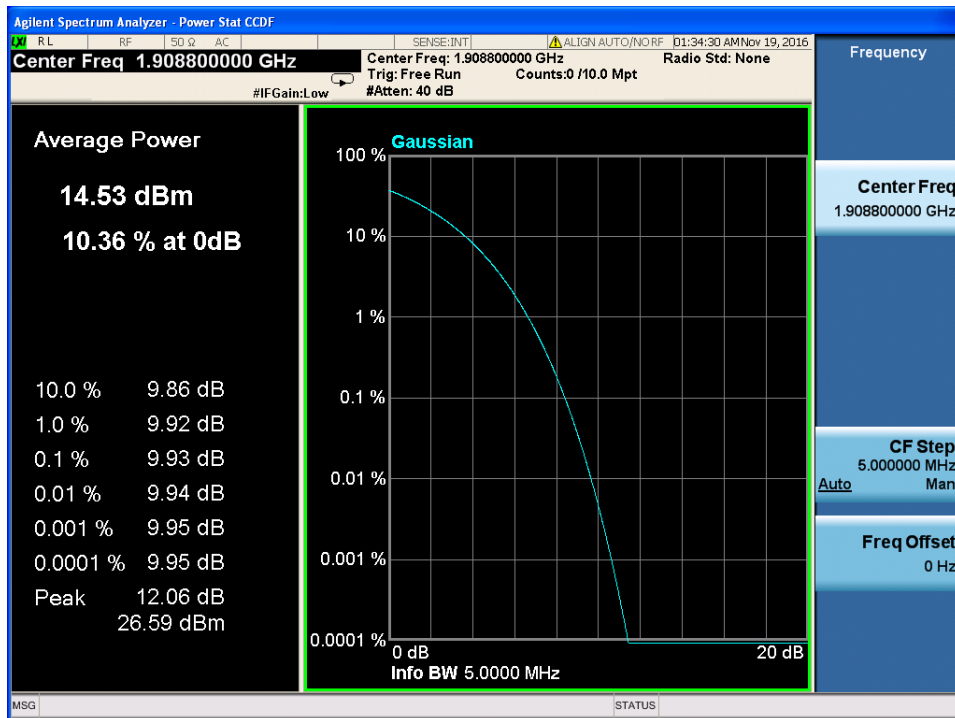 Agilent Spectrum Analyzer - Power Stat CCDF
LXI RL RF 50 Ω AC SENSE:INT ALIGN AUTO/NO RF 01:34:30 AM Nov 19, 2016
Center Freq 1.908800000 GHz
Center Freq: 1.908800000 GHz Radio Std: None
Trig: Free Run Counts:0 /10.0 Mpt
#IFGain:Low #Atten: 40 dB
Frequency
Average Power
14.53 dBm
10.36 % at 0dB
10.0 % 9.86 dB
1.0 % 9.92 dB
0.1 % 9.93 dB
0.01 % 9.94 dB
0.001 % 9.95 dB
0.0001 % 9.95 dB
Peak 12.06 dB
26.59 dBm
Gaussian
100 %
10 %
1 %
0.1 %
0.01 %
0.001 %
0.0001 %
0 dB 20 dB
Info BW 5.0000 MHz
Center Freq
1.908800000 GHz
CF Step
5.000000 MHz
Auto Man
Freq Offset
0 Hz
MSG STATUS